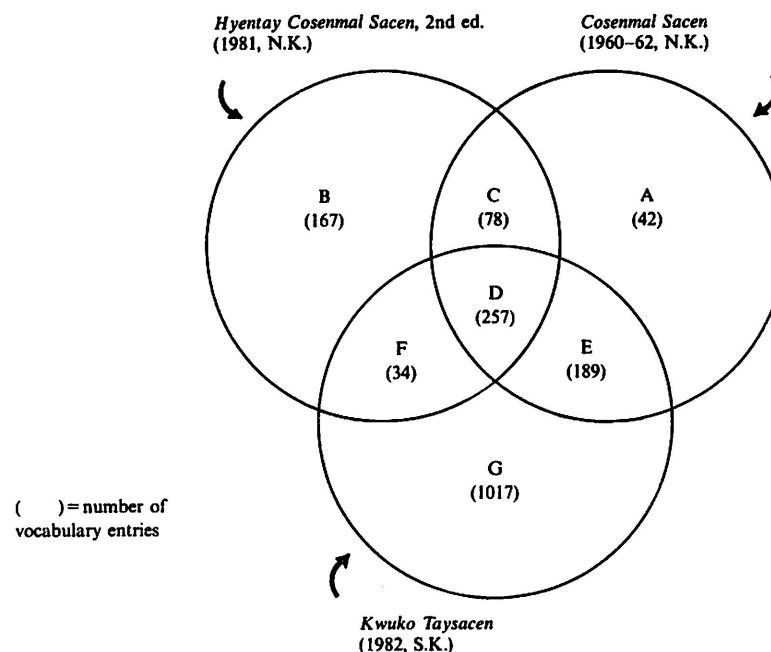 Hyentay Cosenmal Sacen, 2nd ed.
(1981, N.K.)
Cosenmal Sacen
(1960–62, N.K.)
B
(167)
C
(78)
A
(42)
D
(257)
F
(34)
E
(189)
G
(1017)
( )=number of
vocabulary entries
Kwuko Taysacen
(1982, S.K.)